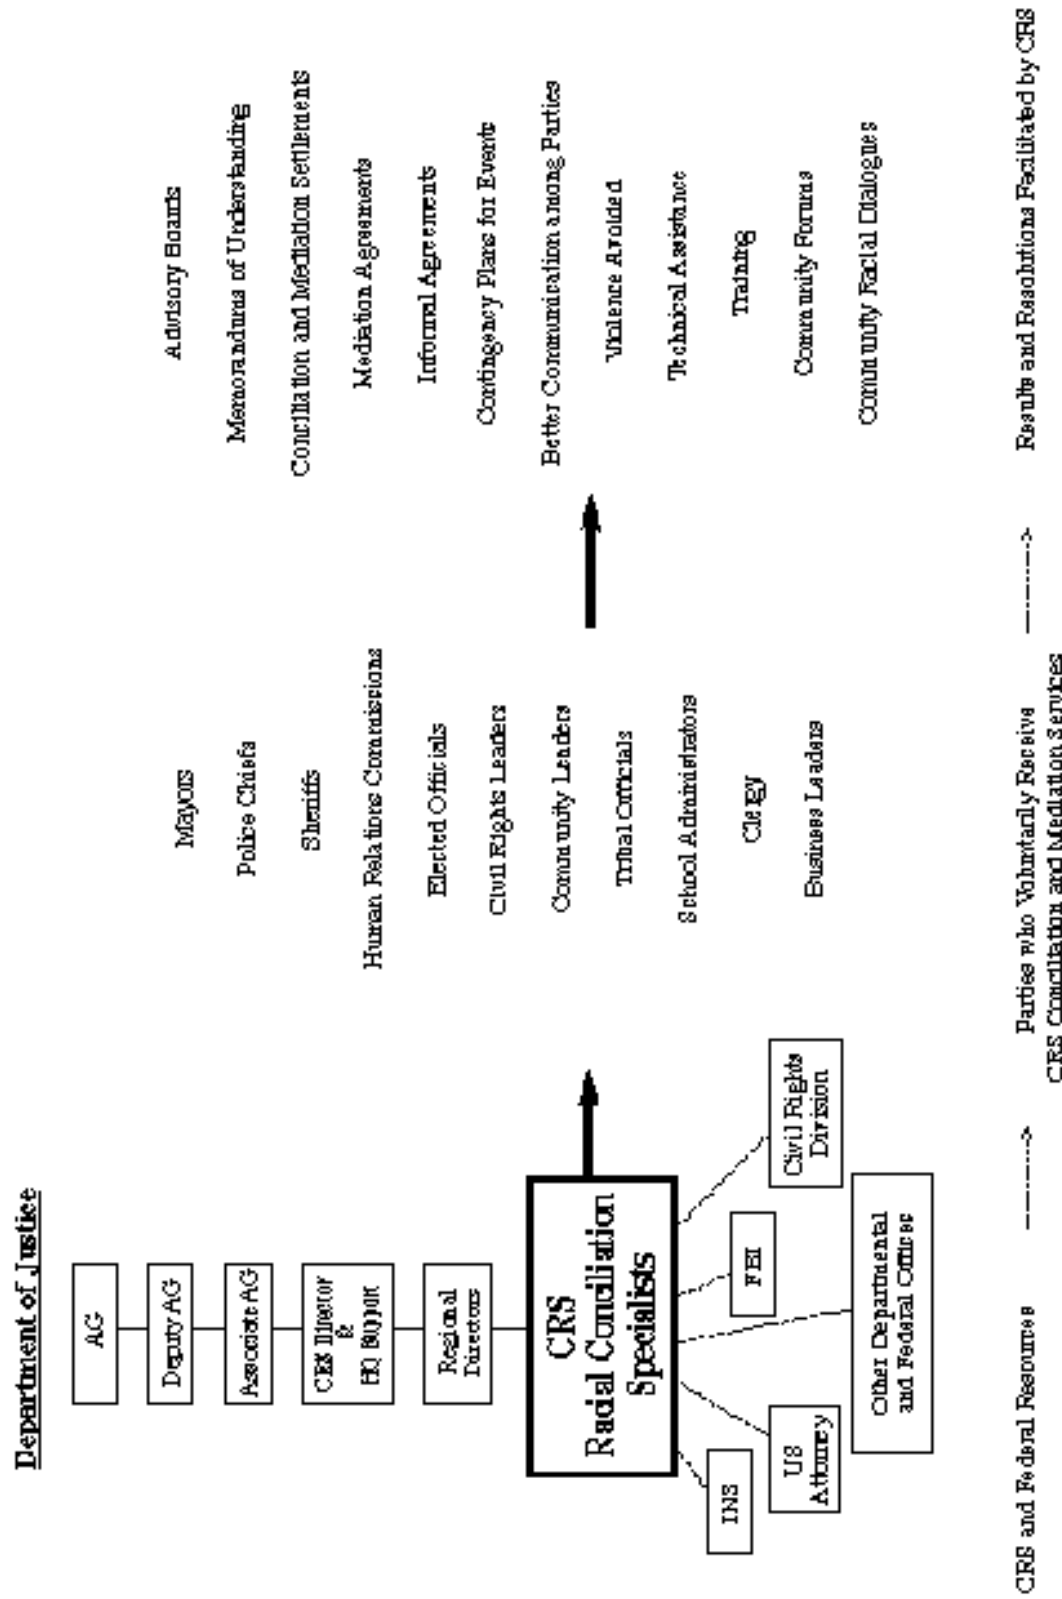 Department of Justice
AG
Deputy AG
Associate AG
CRS Director
&
HQ Support
Regional
Directors
CRS
Racial Conciliation
Specialists
INS
US
Attorney
Other Departmental
and Federal Offices
FBI
Civil Rights
Division
Mayors
Police Chiefs
Sheriffs
Human Relations Commissions
Elected Officials
Civil Rights Leaders
Community Leaders
Tribal Officials
School Administrators
Clergy
Business Leaders
Advisory Boards
Memorandums of Understanding
Conciliation and Mediation Settlements
Mediation Agreements
Informal Agreements
Contingency Plans for Events
Better Communication among Parties
Violence Avoided
Technical Assistance
Training
Community Forums
Community Racial Dialogues
CRS and Federal Resources
-------->
Parties who Voluntarily Receive
CRS Conciliation and Mediation Services
-------->
Results and Resolutions Facilitated by CRS